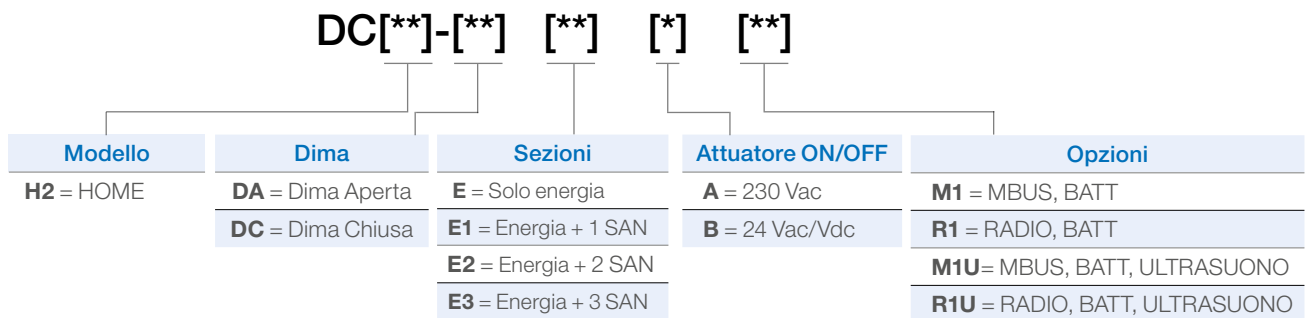 DC[**]-[**] [**] [*] [**]
Modello Dima Sezioni Attuatore ON/OFF Opzioni
H2 = HOME DA = Dima Aperta E = Solo energia A = 230 Vac M1 = MBUS, BATT
DC = Dima Chiusa E1 = Energia + 1 SAN B = 24 Vac/Vdc R1 = RADIO, BATT
E2 = Energia + 2 SAN M1U= MBUS, BATT, ULTRASUONO
E3 = Energia + 3 SAN R1U = RADIO, BATT, ULTRASUONO